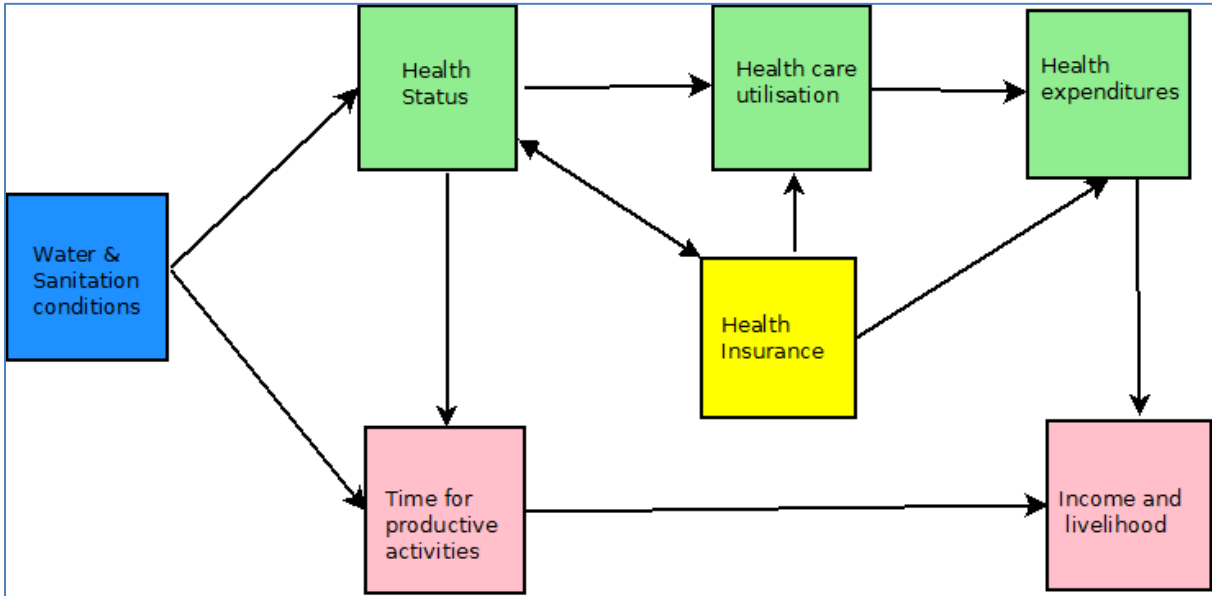 Health
Status
Health care
utilisation
Health
expenditures
Water &
Sanitation
conditions
Health
Insurance
Time for
productive
activities
Income and
livelihood